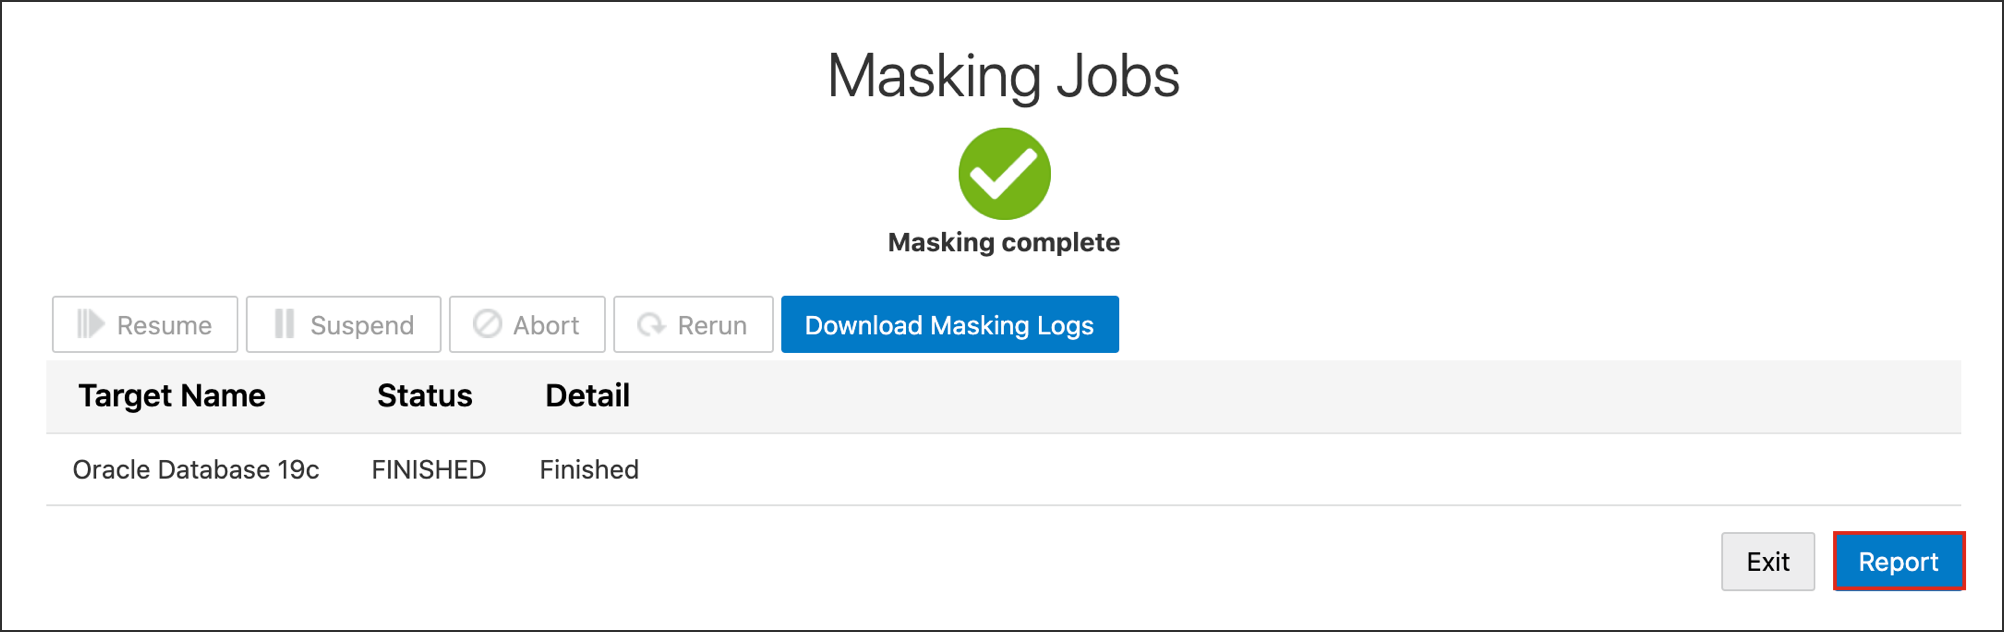 Masking Jobs
Masking complete
Resume Suspend Abort Rerun Download Masking Logs
Target Name Status Detail
Oracle Database 19c FINISHED Finished
Exit Report